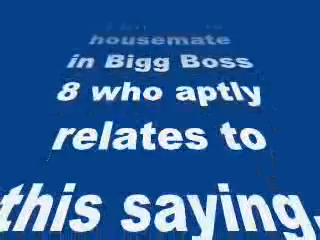 housemate
in Bigg Boss
8 who aptly
relates to
this saying.